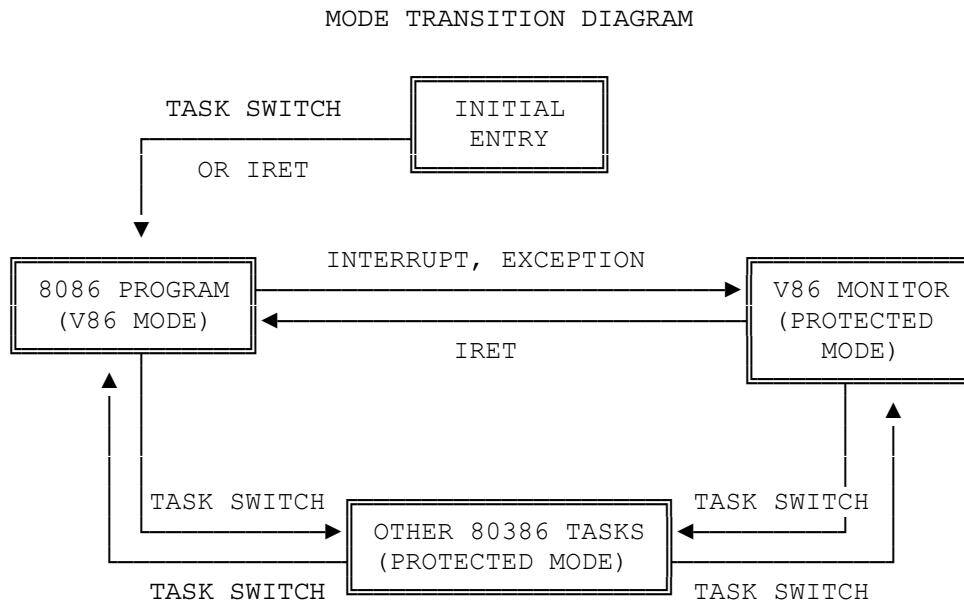 MODE TRANSITION DIAGRAM
TASK SWITCH
OR IRET
INITIAL
ENTRY
INTERRUPT, EXCEPTION
8086 PROGRAM
(V86 MODE)
V86 MONITOR
(PROTECTED
MODE)
IRET
TASK SWITCH
TASK SWITCH
OTHER 80386 TASKS
(PROTECTED MODE)
TASK SWITCH
TASK SWITCH